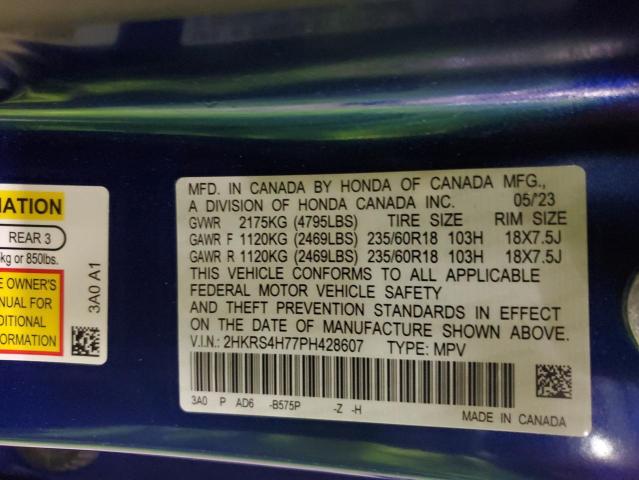 MATION
REAR 3
kg or 850lbs.
E OWNER'S
NUAL FOR
DITIONAL
FORMATION
3A0 A1
MFD. IN CANADA BY HONDA OF CANADA MFG.,
A DIVISION OF HONDA CANADA INC. 05/'23
GVWR 2175KG (4795LBS) TIRE SIZE RIM SIZE
GAWR F 1120KG (2469LBS) 235/60R18 103H 18X7.5J
GAWR R 1120KG (2469LBS) 235/60R18 103H 18X7.5J
THIS VEHICLE CONFORMS TO ALL APPLICABLE
FEDERAL MOTOR VEHICLE SAFETY
AND THEFT PREVENTION STANDARDS IN EFFECT
ON THE DATE OF MANUFACTURE SHOWN ABOVE.
V.I.N.: 2HKRS4H77PH428607 TYPE: MPV
3A0 P AD6 -B575P -Z -H
MADE IN CANADA